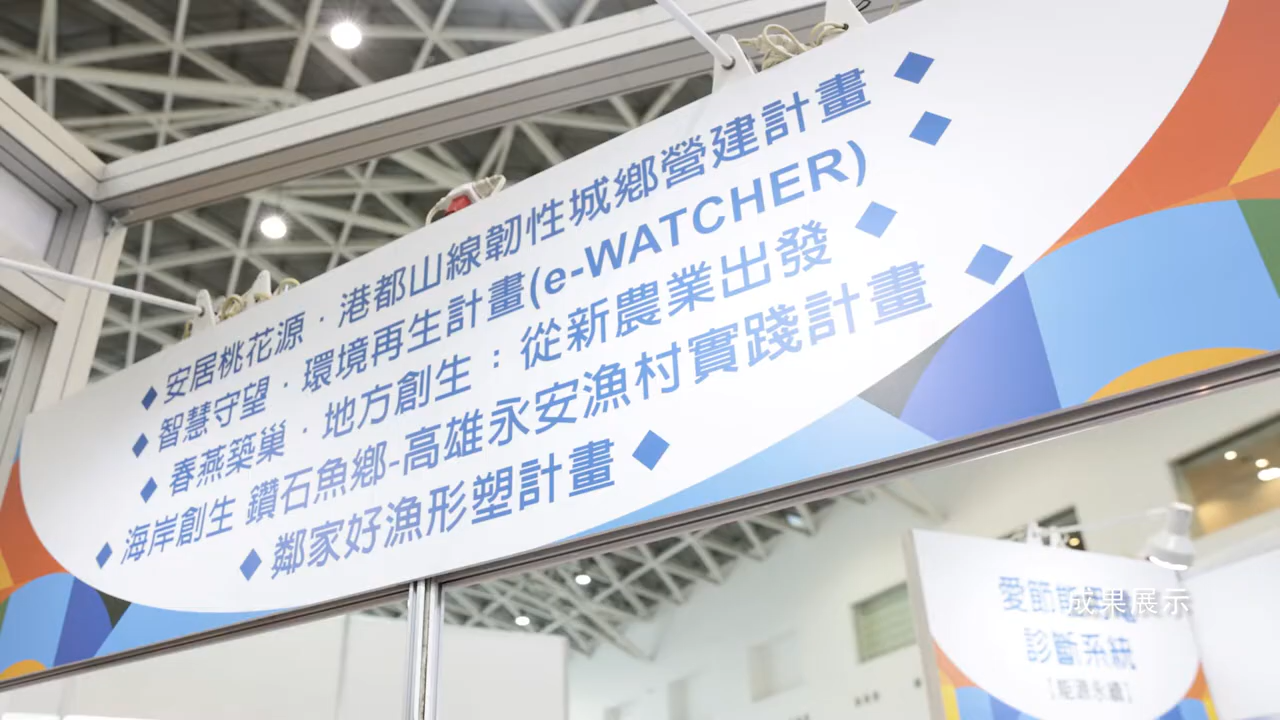 ◆安居桃花源‧港都山線韌性城鄉營建計畫◆
◆智慧守望‧環境再生計畫(e-WATCHER)◆
◆春燕築巢‧地方創生：從新農業出發◆
◆海岸創生 鑽石魚鄉-高雄永安漁村實踐計畫◆
◆鄰家好漁形塑計畫◆
愛節
成果展示
診斷系統
【能源永續】